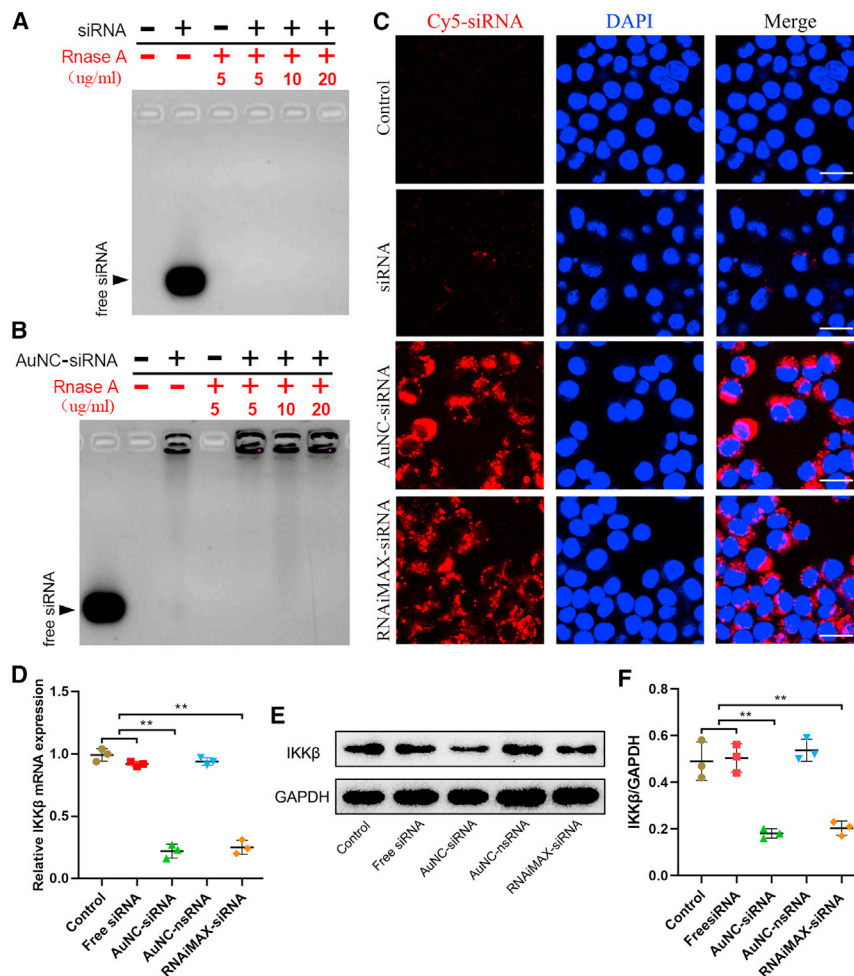 A
siRNA − + − + + +
Rnase A − − + + + +
(ug/ml) 5 5 10 20
free siRNA
B
AuNC-siRNA − + − + + +
Rnase A − − + + + +
(ug/ml) 5 5 10 20
free siRNA
C
Cy5-siRNA DAPI Merge
Control
siRNA
AuNC-siRNA
RNAiMAX-siRNA
D
Relative IKKβ mRNA expression
1.5
1.0
0.5
0.0
**
**
Control
Free siRNA
AuNC-siRNA
AuNC-nsRNA
RNAiMAX-siRNA
E
IKKβ
GAPDH
Control
Free siRNA
AuNC-siRNA
AuNC-nsRNA
RNAiMAX-siRNA
F
IKKβ/GAPDH
0.8
0.6
0.4
0.2
0.0
**
**
Control
FreesiRNA
AuNC-siRNA
AuNC-nsRNA
RNAiMAX-siRNA